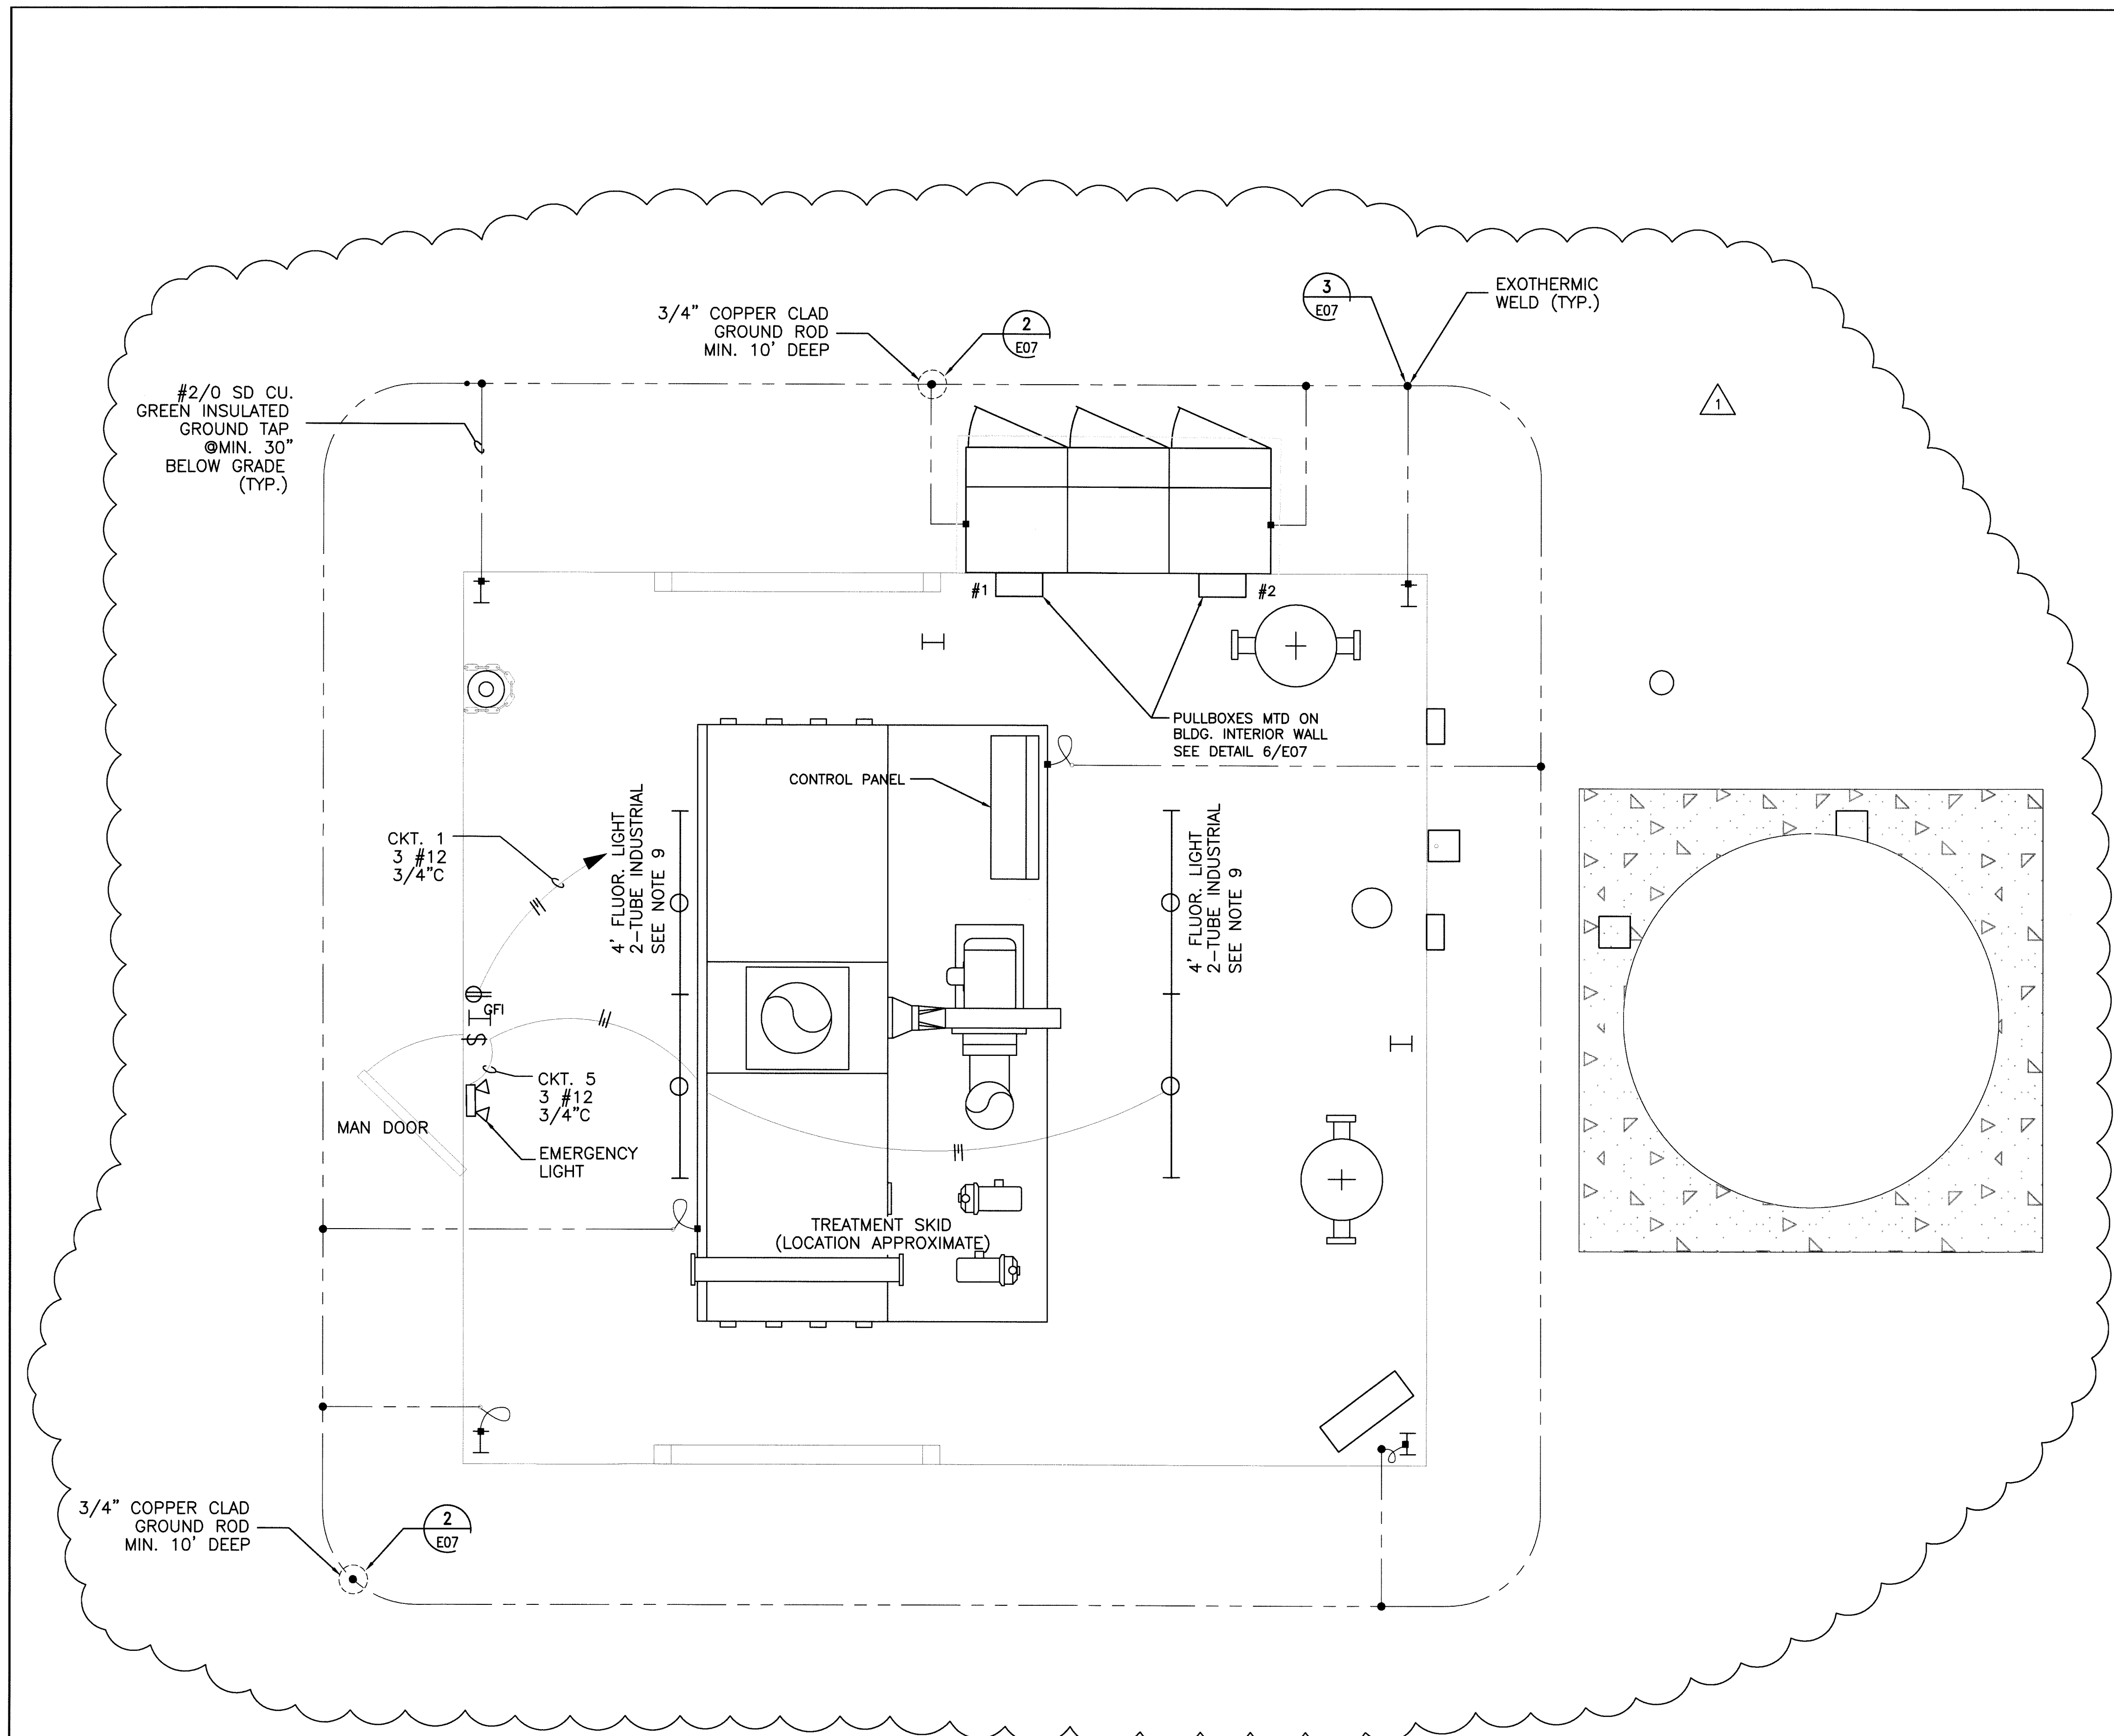 3/4" COPPER CLAD
GROUND ROD
MIN. 10' DEEP
2
E07
3
E07
EXOTHERMIC
WELD (TYP.)
#2/0 SD CU.
GREEN INSULATED
GROUND TAP
@MIN. 30"
BELOW GRADE
(TYP.)
1
#1
#2
PULLBOXES MTD ON
BLDG. INTERIOR WALL
SEE DETAIL 6/E07
CONTROL PANEL
CKT. 1
3 #12
3/4"C
4' FLUOR. LIGHT
2-TUBE INDUSTRIAL
SEE NOTE 9
4' FLUOR. LIGHT
2-TUBE INDUSTRIAL
SEE NOTE 9
GFI
S
CKT. 5
3 #12
3/4"C
MAN DOOR
EMERGENCY
LIGHT
TREATMENT SKID
(LOCATION APPROXIMATE)
3/4" COPPER CLAD
GROUND ROD
MIN. 10' DEEP
2
E07